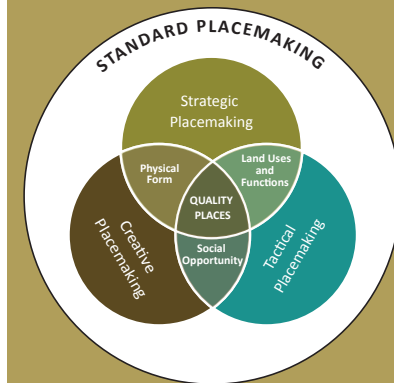 STANDARD PLACEMAKING
Strategic
Placemaking
Physical
Form
Land Uses
and
Functions
QUALITY
PLACES
Creative
Placemaking
Social
Opportunity
Tactical
Placemaking